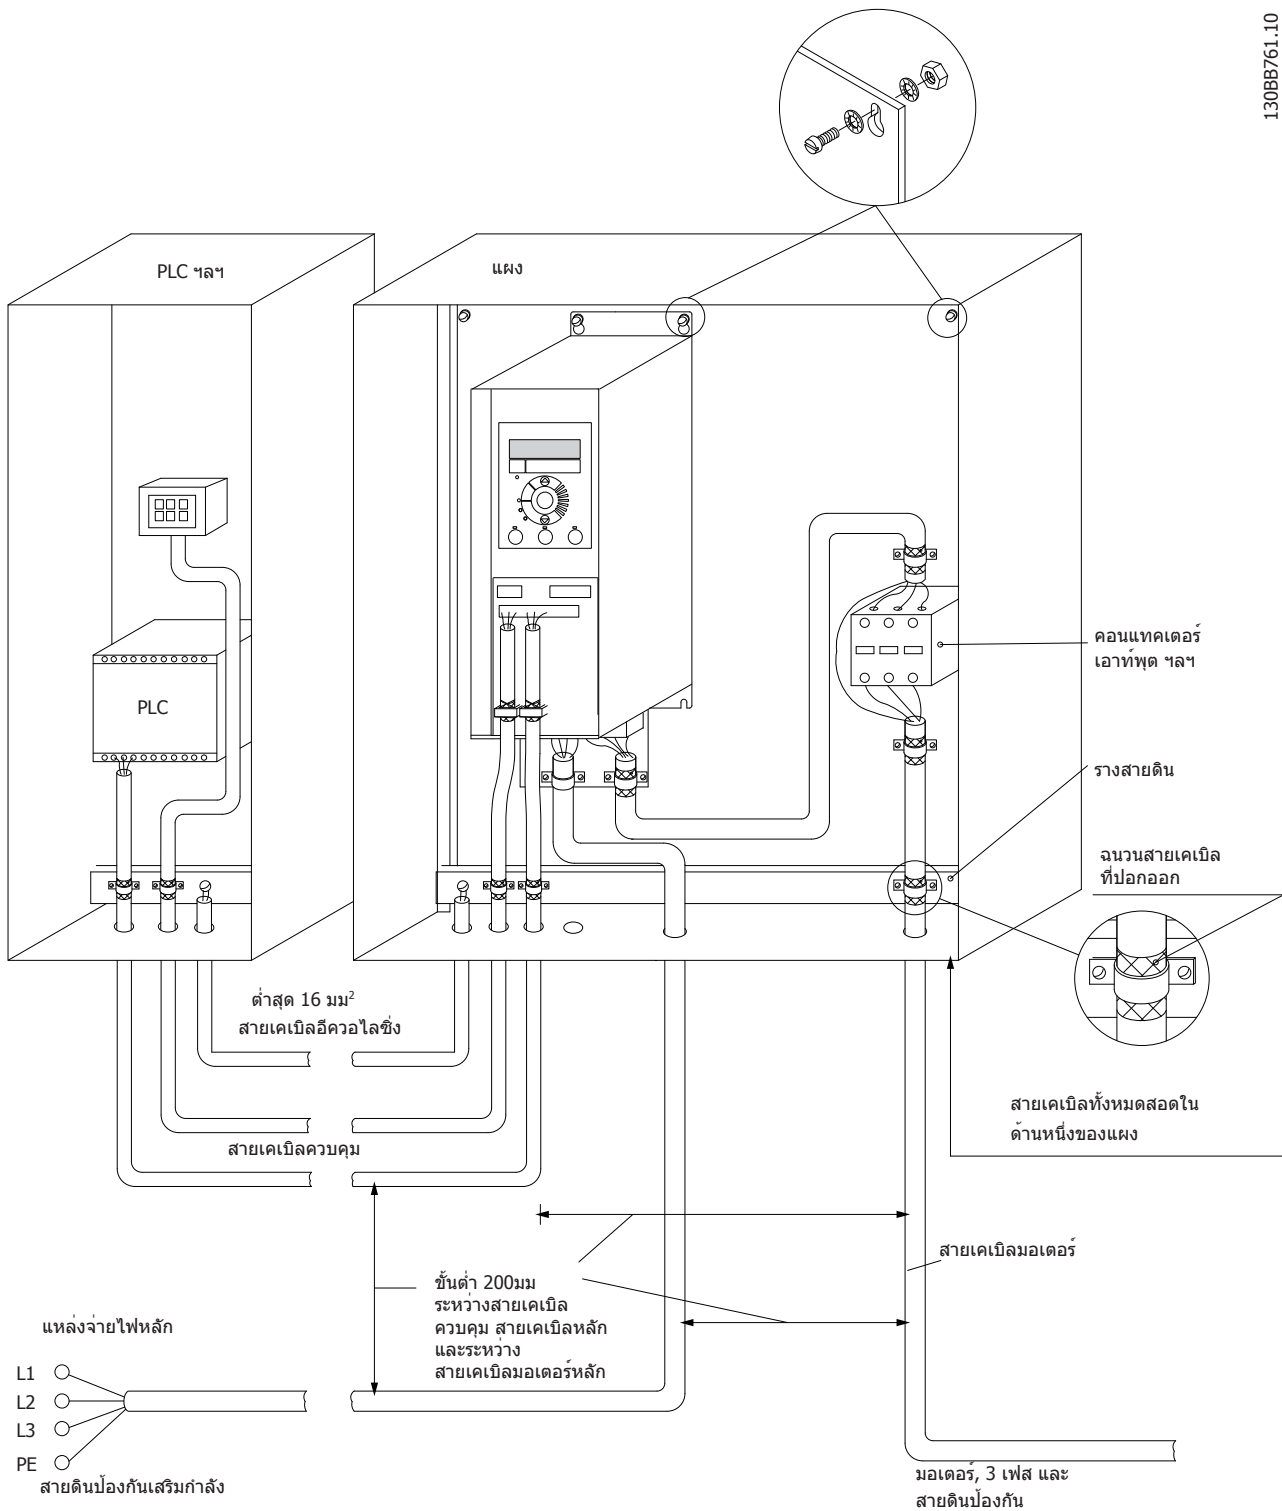 130BB761.10
PLC ฯลฯ
แผง
PLC
คอนแทคเตอร์
เอาท์พุต ฯลฯ
รางสายดิน
ฉนวนสายเคเบิล
ที่ปอกออก
ต่ำสุด 16 มม²
สายเคเบิลอีควอไลซิ่ง
สายเคเบิลทั้งหมดสอดใน
ด้านหนึ่งของแผง
สายเคเบิลควบคุม
สายเคเบิลมอเตอร์
ขั้นต่ำ 200มม
ระหว่างสายเคเบิล
ควบคุม สายเคเบิลหลัก
และระหว่าง
สายเคเบิลมอเตอร์หลัก
แหล่งจ่ายไฟหลัก
L1
L2
L3
PE
สายดินป้องกันเสริมกำลัง
มอเตอร์, 3 เฟส และ
สายดินป้องกัน